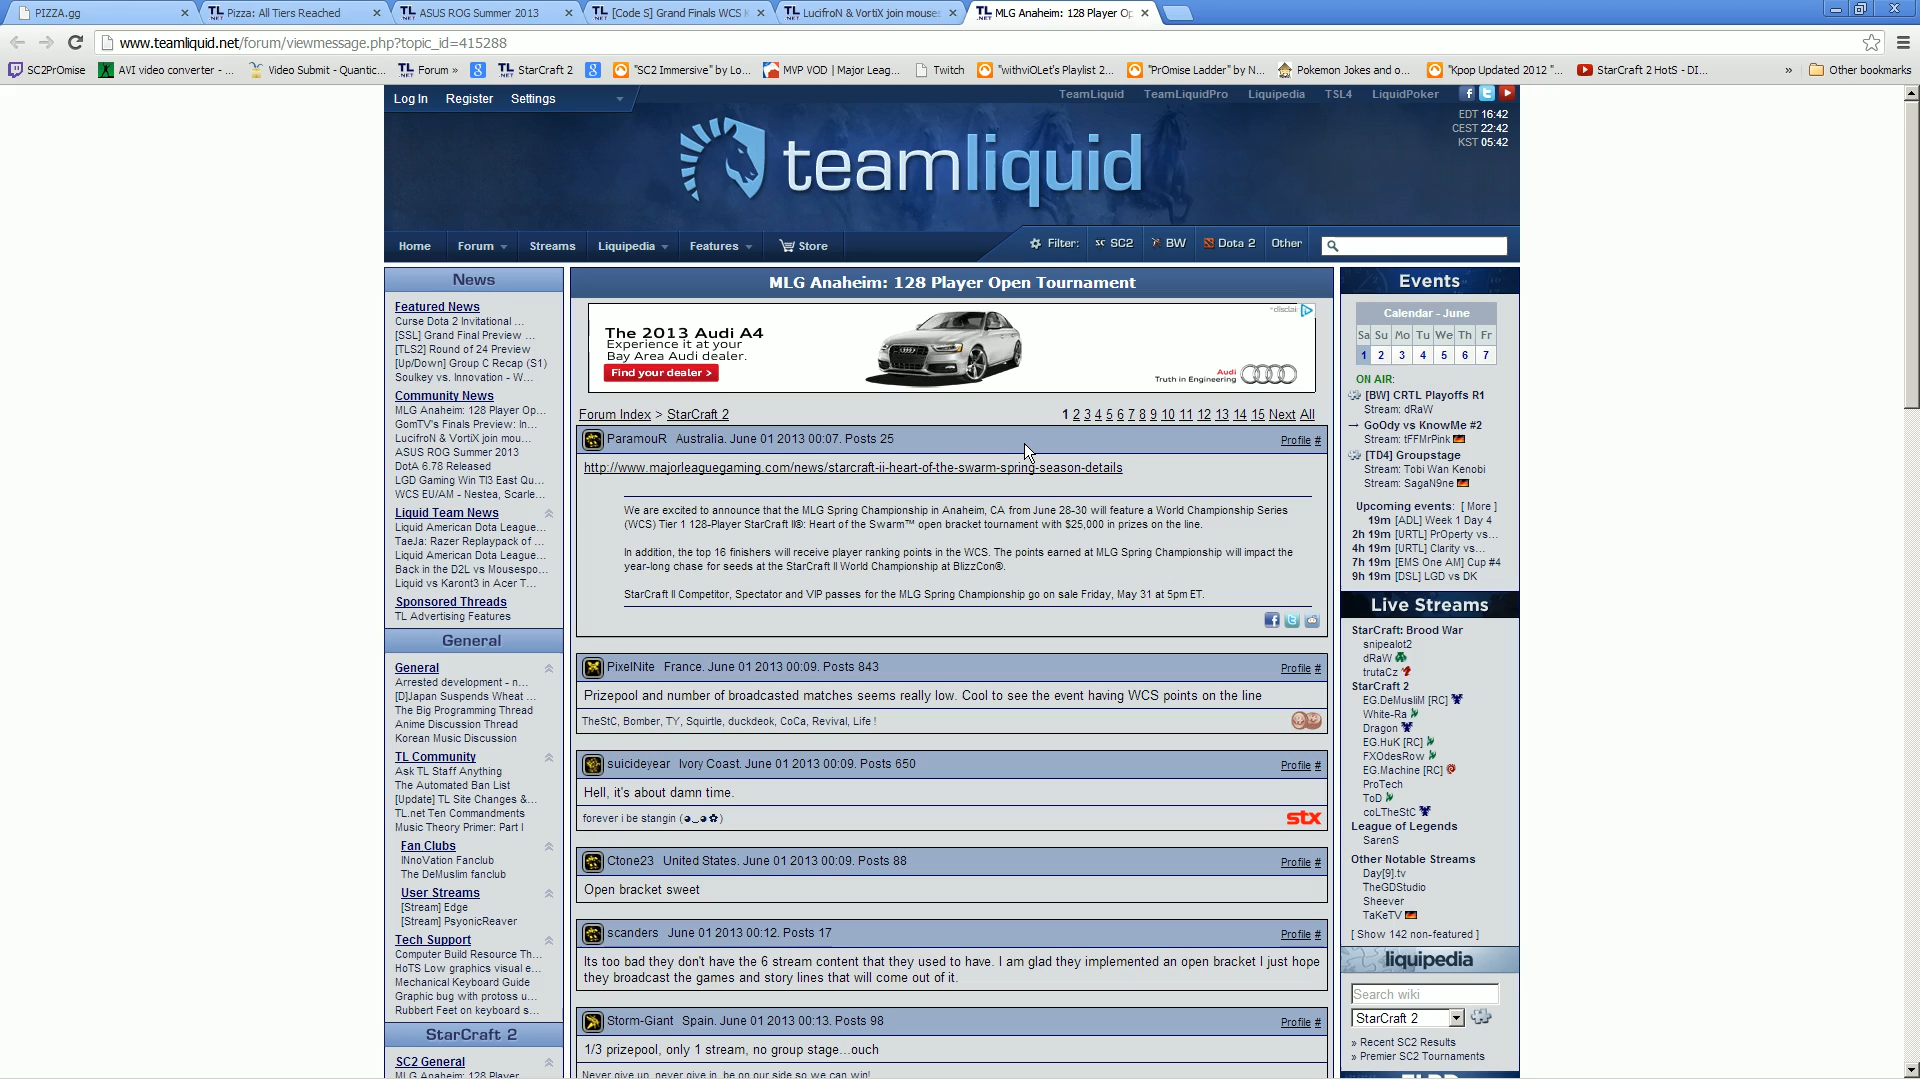 PIZZA.gg
Pizza: All Tiers Reached
ASUS ROG Summer 2013
[Code S] Grand Finals WCS
LucifroN & VortiX join mouse
MLG Anaheim: 128 Player Op
www.teamliquid.net/forum/viewmessage.php?topic_id=415288
SC2PrOmise
AVI video converter - ...
Video Submit - Quantic...
Forum »
StarCraft 2
"SC2 Immersive" by Lo...
MVP VOD | Major Leag...
Twitch
"withviOLet's Playlist 2...
"PrOmise Ladder" by N...
Pokemon Jokes and o...
"Kpop Updated 2012 "...
StarCraft 2 HotS - DI...
»
Other bookmarks
Log In Register Settings
TeamLiquid TeamLiquidPro Liquipedia TSL4 LiquidPoker
EDT 16:42
CEST 22:42
KST 05:42
teamliquid
Home Forum Streams Liquipedia Features Store
Filter: SC2 BW Dota 2 Other
News
Featured News
Curse Dota 2 Invitational ...
[SSL] Grand Final Preview ...
[TLS2] Round of 24 Preview
[Up/Down] Group C Recap (S1)
Soulkey vs. Innovation - W...
Community News
MLG Anaheim: 128 Player Op...
GomTV's Finals Preview: In...
LucifroN & VortiX join mou...
ASUS ROG Summer 2013
DotA 6.78 Released
LGD Gaming Win TI3 East Qu...
WCS EU/AM - Nestea, Scarle...
Liquid Team News
Liquid American Dota League...
TaeJa: Razer Replaypack of ...
Liquid American Dota League...
Back in the D2L vs Mousespo...
Liquid vs Karont3 in Acer T...
Sponsored Threads
TL Advertising Features
General
General
Arrested development - n...
[D]Japan Suspends Wheat ...
The Big Programming Thread
Anime Discussion Thread
Korean Music Discussion
TL Community
Ask TL Staff Anything
The Automated Ban List
[Update] TL Site Changes &...
TL.net Ten Commandments
Music Theory Primer: Part I
Fan Clubs
INnoVation Fanclub
The DeMuslim fanclub
User Streams
[Stream] Edge
[Stream] PsyonicReaver
Tech Support
Computer Build Resource Th...
HoTS Low graphics visual e...
Mechanical Keyboard Guide
Graphic bug with protoss u...
Rubbert Feet on keyboard s...
StarCraft 2
SC2 General
MLG Anaheim: 128 Player
MLG Anaheim: 128 Player Open Tournament
The 2013 Audi A4
Experience it at your
Bay Area Audi dealer.
Find your dealer >
Audi
Truth in Engineering
Forum Index > StarCraft 2
1 2 3 4 5 6 7 8 9 10 11 12 13 14 15 Next All
ParamouR Australia. June 01 2013 00:07. Posts 25
Profile #
http://www.majorleaguegaming.com/news/starcraft-ii-heart-of-the-swarm-spring-season-details
We are excited to announce that the MLG Spring Championship in Anaheim, CA from June 28-30 will feature a World Championship Series
(WCS) Tier 1 128-Player StarCraft II®: Heart of the Swarm™ open bracket tournament with $25,000 in prizes on the line.
In addition, the top 16 finishers will receive player ranking points in the WCS. The points earned at MLG Spring Championship will impact the
year-long chase for seeds at the StarCraft II World Championship at BlizzCon®.
StarCraft II Competitor, Spectator and VIP passes for the MLG Spring Championship go on sale Friday, May 31 at 5pm ET.
PixelNite France. June 01 2013 00:09. Posts 843
Profile #
Prizepool and number of broadcasted matches seems really low. Cool to see the event having WCS points on the line
TheStC, Bomber, TY, Squirtle, duckdeok, CoCa, Revival, Life !
suicideyear Ivory Coast. June 01 2013 00:09. Posts 650
Profile #
Hell, it's about damn time.
forever i be stangin (◕‿◕✿)
stx
Ctone23 United States. June 01 2013 00:09. Posts 88
Profile #
Open bracket sweet
scanders June 01 2013 00:12. Posts 17
Profile #
Its too bad they don't have the 6 stream content that they used to have. I am glad they implemented an open bracket I just hope
they broadcast the games and story lines that will come out of it.
Storm-Giant Spain. June 01 2013 00:13. Posts 98
Profile #
1/3 prizepool, only 1 stream, no group stage...ouch
Never give up, never give in, be on our side so we can win!
Events
Calendar - June
Sa Su Mo Tu We Th Fr
1 2 3 4 5 6 7
ON AIR:
[BW] CRTL Playoffs R1
Stream: dRaW
→ GoOdy vs KnowMe #2
Stream: tFFMrPink
[TD4] Groupstage
Stream: Tobi Wan Kenobi
Stream: SagaN9ne
Upcoming events: [ More ]
19m [ADL] Week 1 Day 4
2h 19m [URTL] PrOperty vs...
4h 19m [URTL] Clarity vs...
7h 19m [EMS One AM] Cup #4
9h 19m [DSL] LGD vs DK
Live Streams
StarCraft: Brood War
snipealot2
dRaW
trutaCz
StarCraft 2
EG.DeMusliM [RC]
White-Ra
Dragon
EG.HuK [RC]
FXOdesRow
EG.Machine [RC]
ProTech
ToD
coLTheStC
League of Legends
SarenS
Other Notable Streams
Day[9].tv
TheGDStudio
Sheever
TaKeTV
[ Show 142 non-featured ]
liquipedia
Search wiki
StarCraft 2
» Recent SC2 Results
» Premier SC2 Tournaments